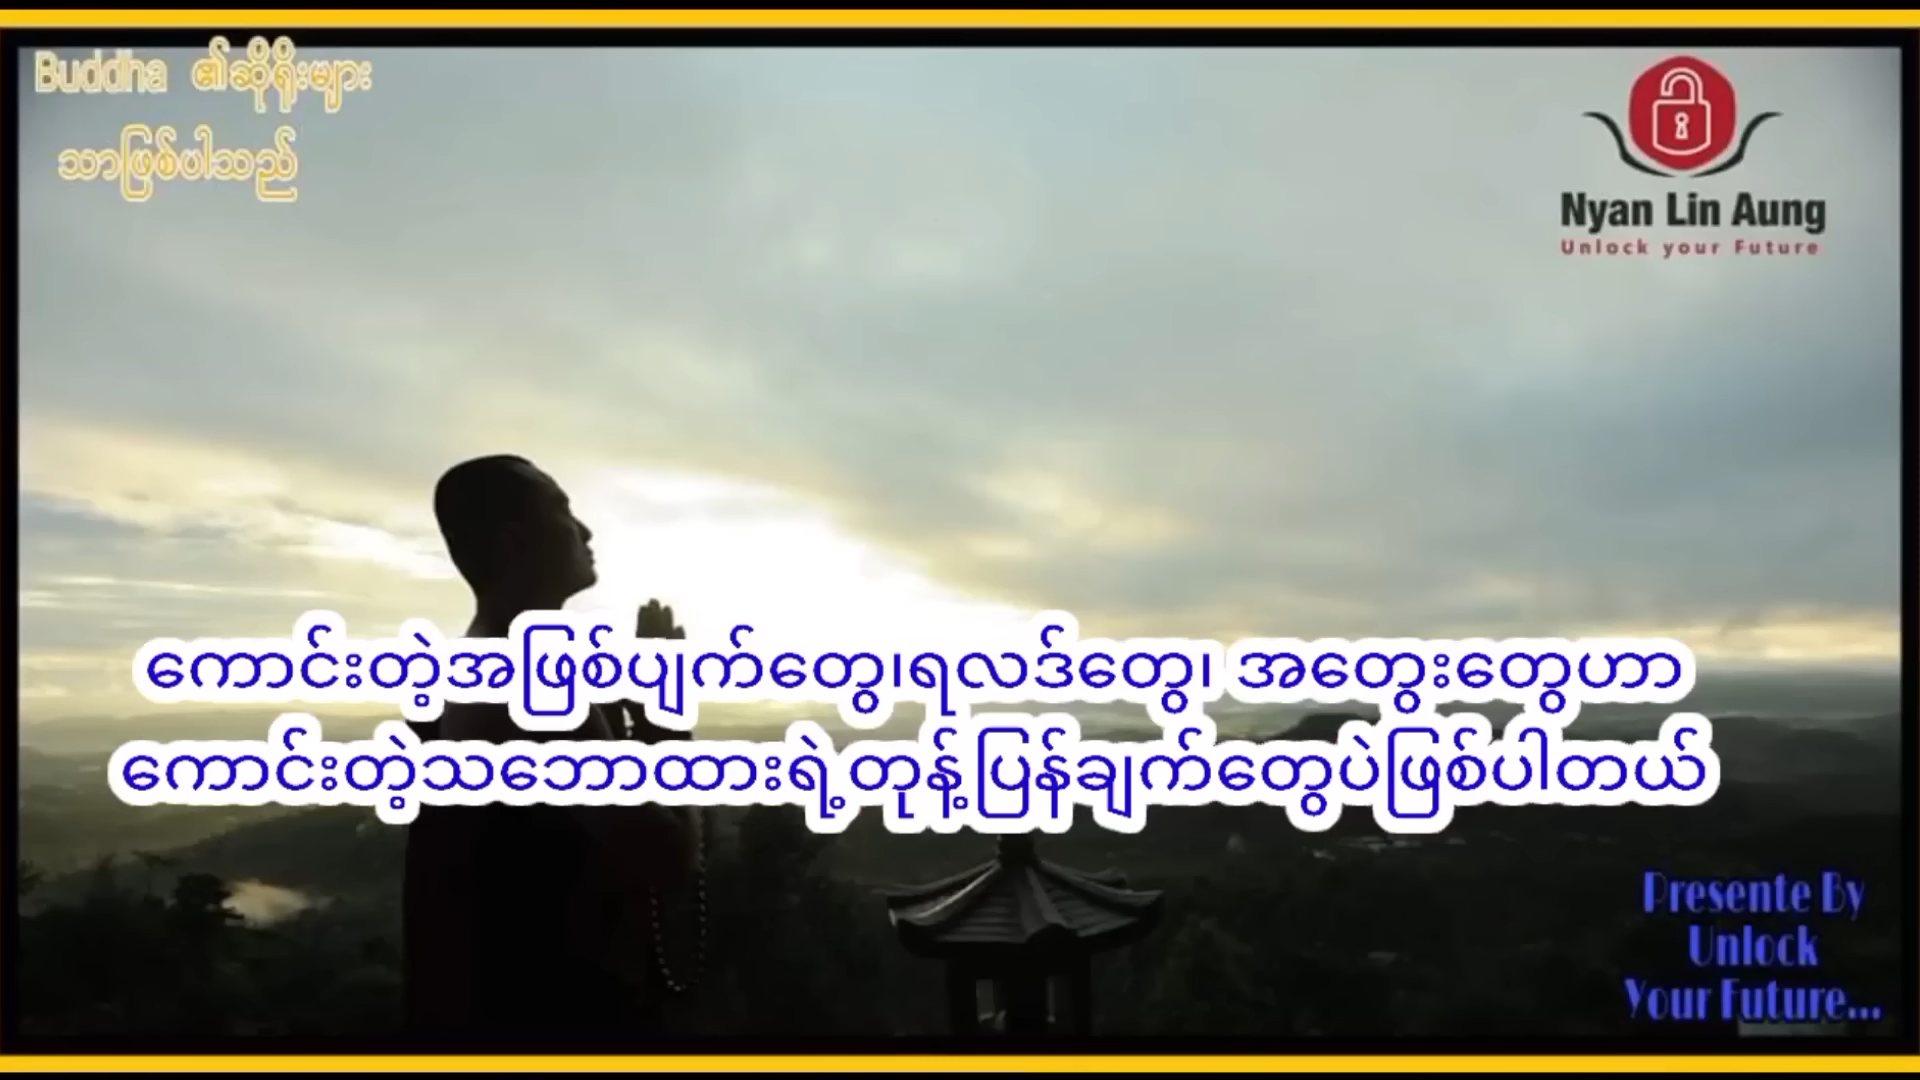 Buddha ၏ဆိုရိုးများ
သာဖြစ်ပါသည်
Nyan Lin Aung
Unlock your Future
ကောင်းတဲ့အဖြစ်ပျက်တွေ၊ရလဒ်တွေ၊ အတွေးတွေဟာ
ကောင်းတဲ့သဘောထားရဲ့တုန့်ပြန်ချက်တွေပဲဖြစ်ပါတယ်
Presente By
Unlock
Your Future...